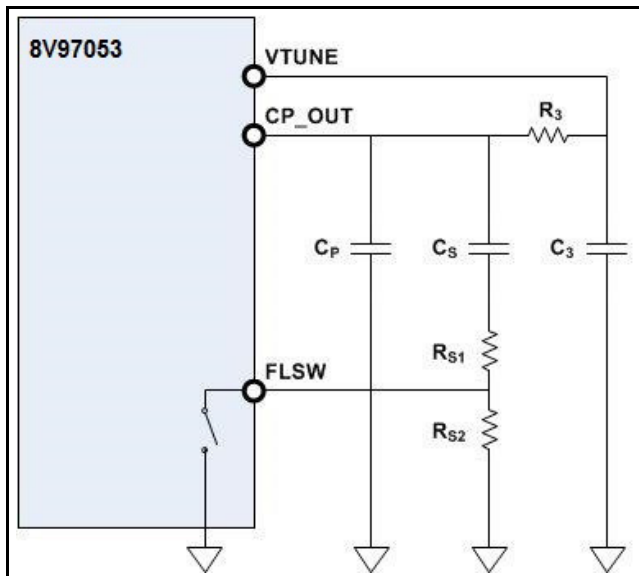 8V97053
VTUNE
CP_OUT
R3
CP
CS
C3
RS1
FLSW
RS2